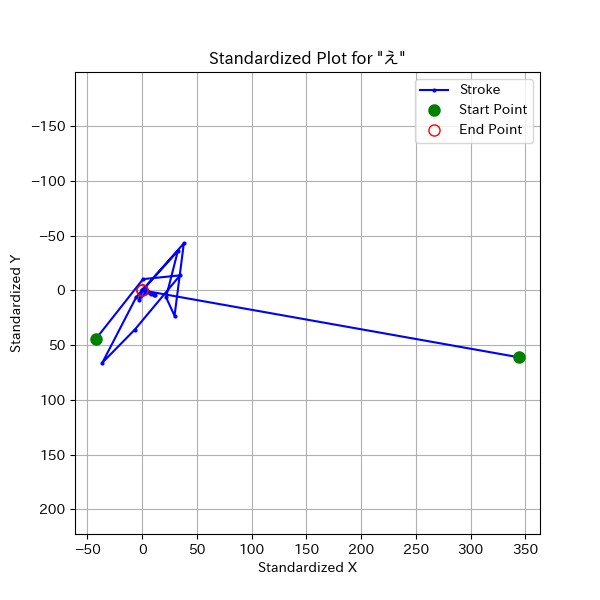 Standardized Plot for "え"
Stroke
Start Point
End Point
Standardized Y
−150
−100
−50
0
50
100
150
200
−50 0 50 100 150 200 250 300 350
Standardized X